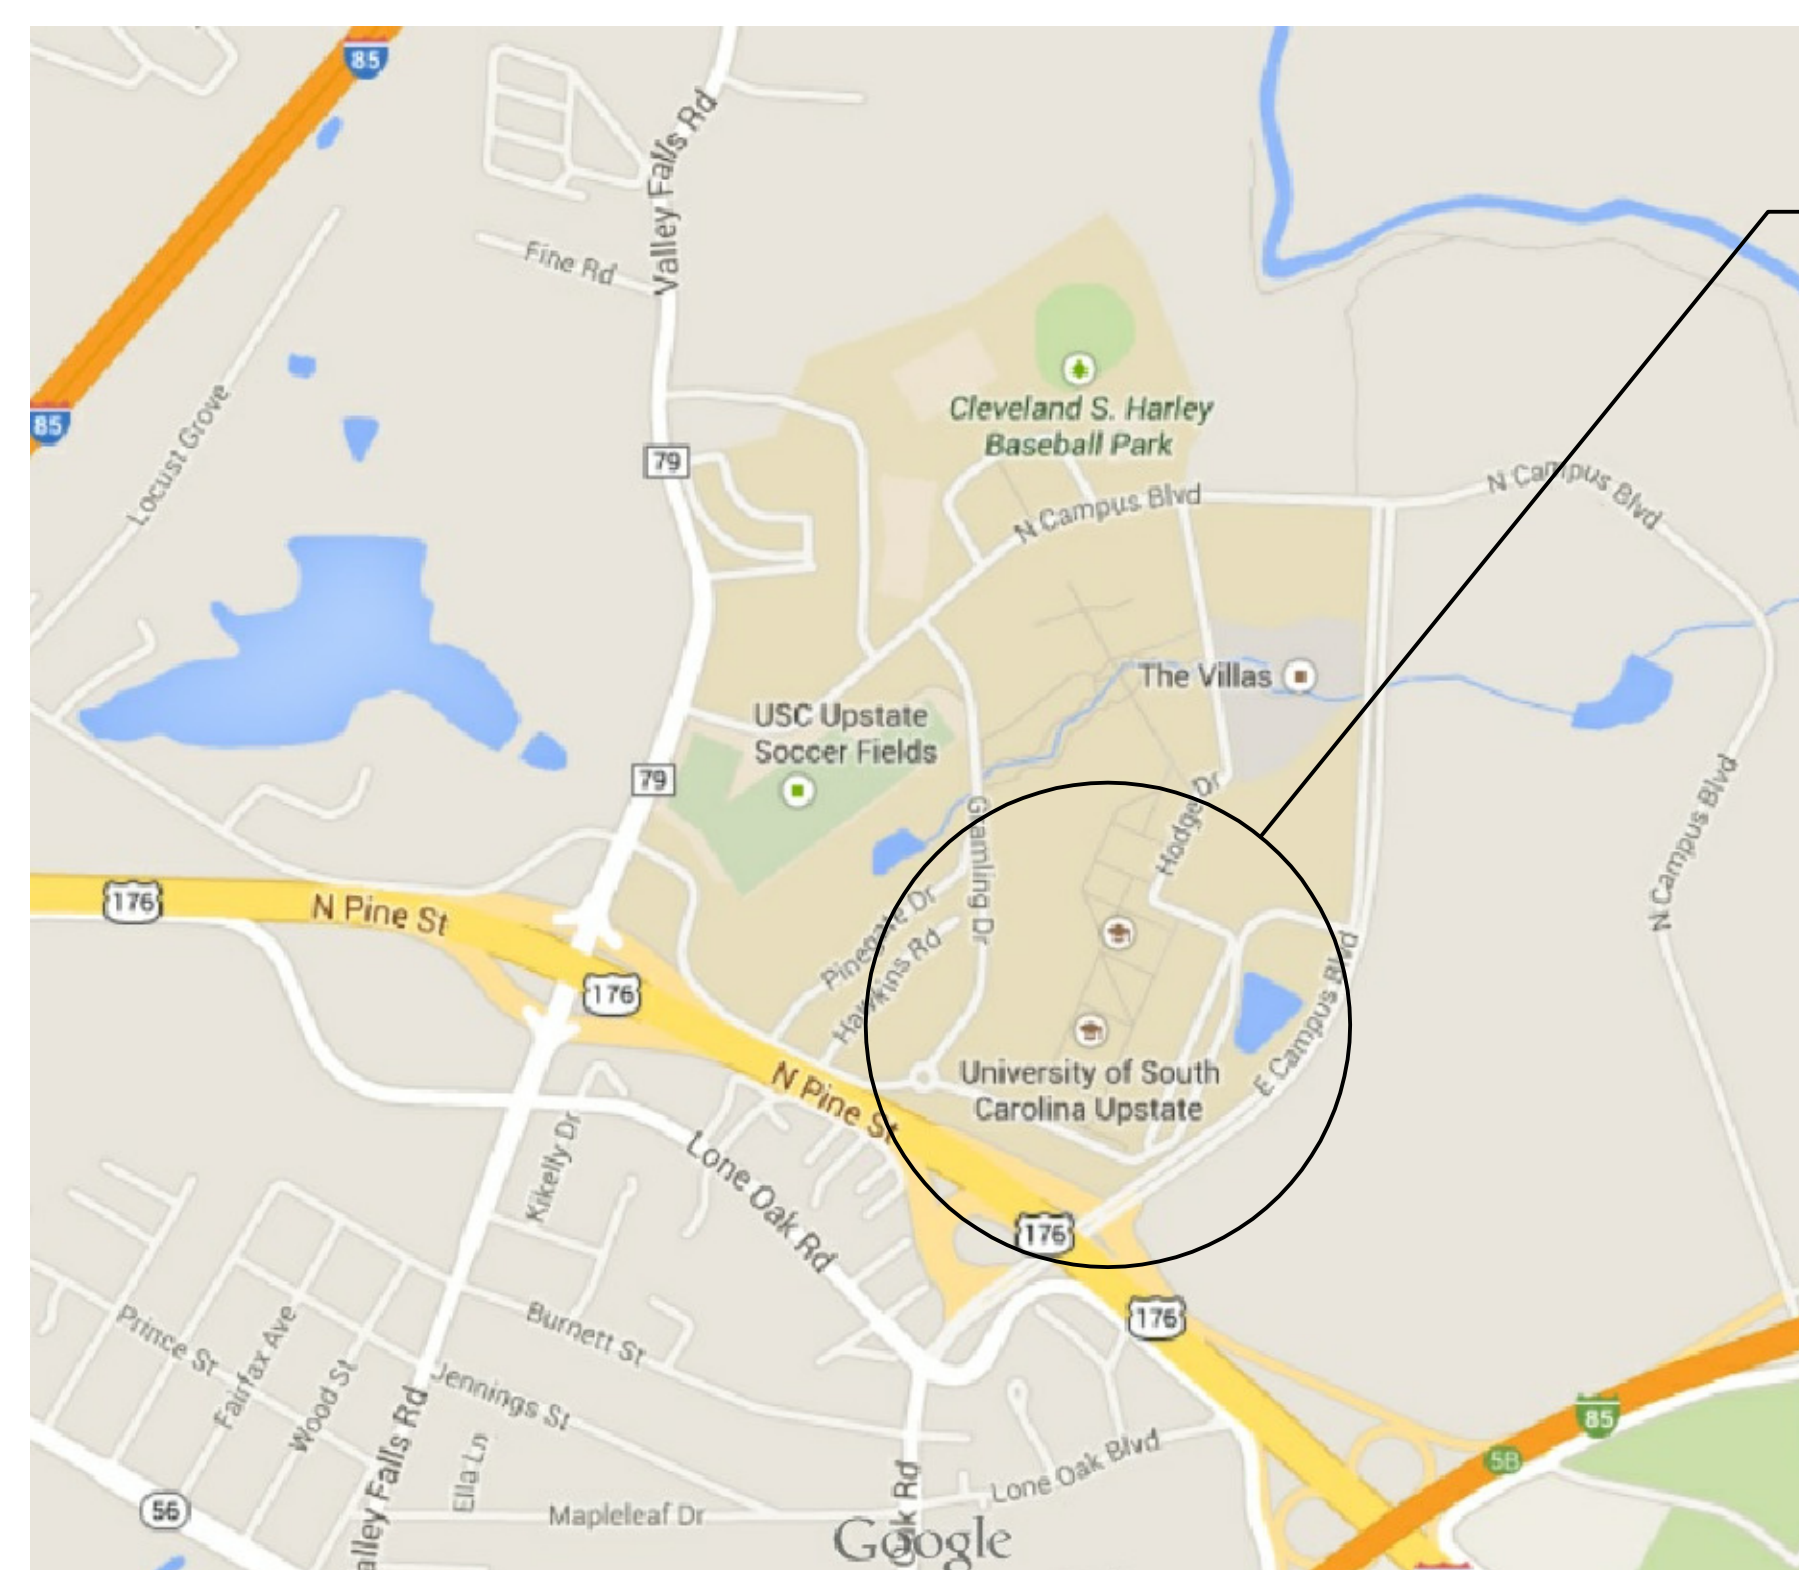 85
Valley Falls Rd
Fine Rd
85
Locust Grove
Cleveland S. Harley
Baseball Park
79
N Campus Blvd
N Campus Blvd
The Villas
USC Upstate
Soccer Fields
79
Hodge Dr
Gramling Dr
N Campus Blvd
176
N Pine St
Pinegate Dr
Hawkins Rd
176
E Campus Blvd
N Pine St
University of South
Carolina Upstate
Kikelly Dr
Lone Oak Rd
176
176
Prince St
Fairfax Ave
Wood St
Burnett St
Jennings St
alley Falls Rd
Ella Ln
85
5B
Lone Oak Blvd
56
Mapleleaf Dr
Oak Rd
Google